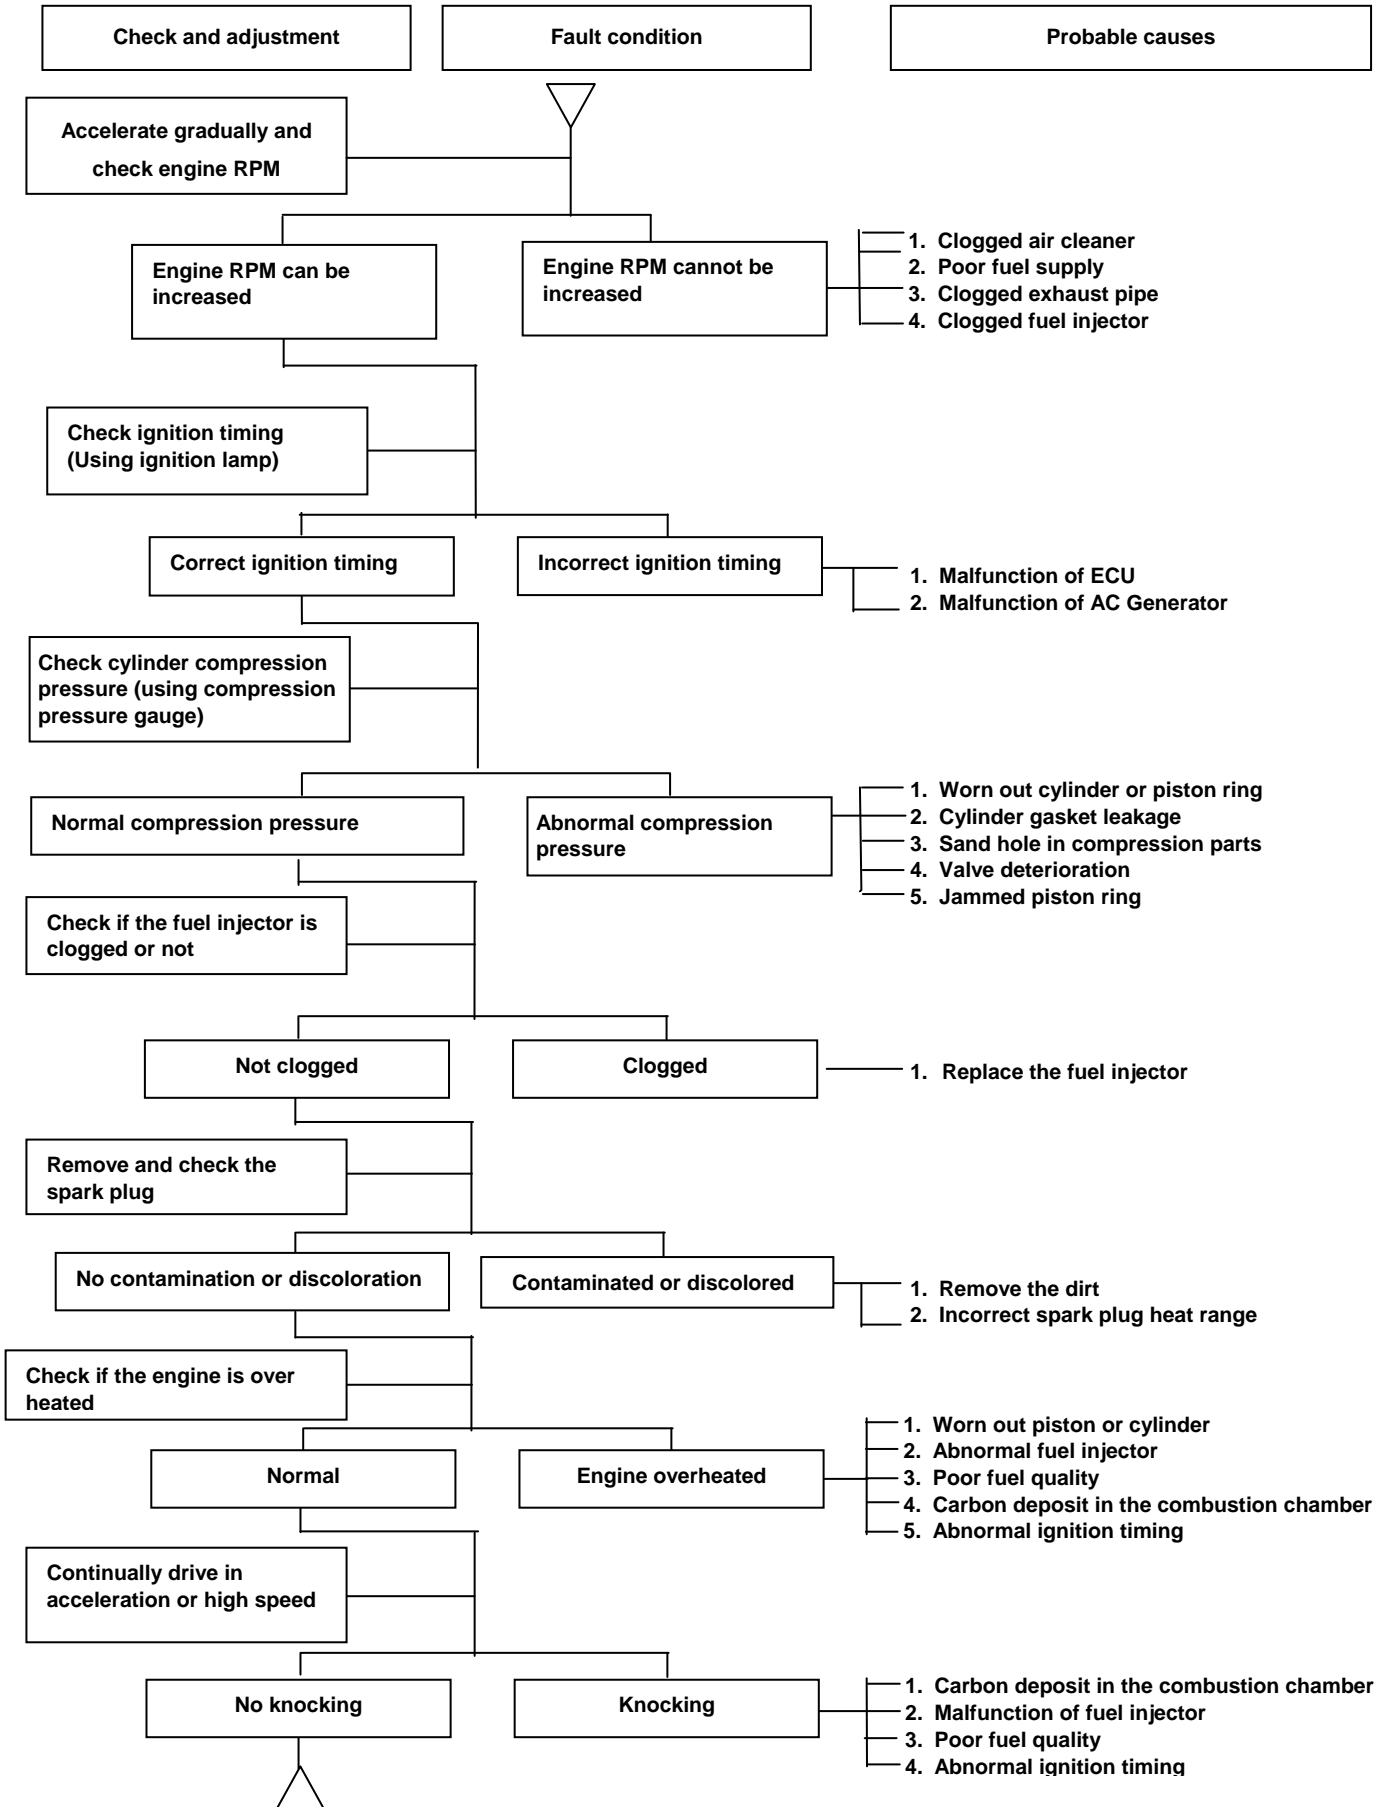 Check and adjustment
Fault condition
Probable causes
Accelerate gradually and
check engine RPM
Engine RPM can be
increased
Engine RPM cannot be
increased
1. Clogged air cleaner
2. Poor fuel supply
3. Clogged exhaust pipe
4. Clogged fuel injector
Check ignition timing
(Using ignition lamp)
Correct ignition timing
Incorrect ignition timing
1. Malfunction of ECU
2. Malfunction of AC Generator
Check cylinder compression
pressure (using compression
pressure gauge)
Normal compression pressure
Abnormal compression
pressure
1. Worn out cylinder or piston ring
2. Cylinder gasket leakage
3. Sand hole in compression parts
4. Valve deterioration
5. Jammed piston ring
Check if the fuel injector is
clogged or not
Not clogged
Clogged
1. Replace the fuel injector
Remove and check the
spark plug
No contamination or discoloration
Contaminated or discolored
1. Remove the dirt
2. Incorrect spark plug heat range
Check if the engine is over
heated
Normal
Engine overheated
1. Worn out piston or cylinder
2. Abnormal fuel injector
3. Poor fuel quality
4. Carbon deposit in the combustion chamber
5. Abnormal ignition timing
Continually drive in
acceleration or high speed
No knocking
Knocking
1. Carbon deposit in the combustion chamber
2. Malfunction of fuel injector
3. Poor fuel quality
4. Abnormal ignition timing